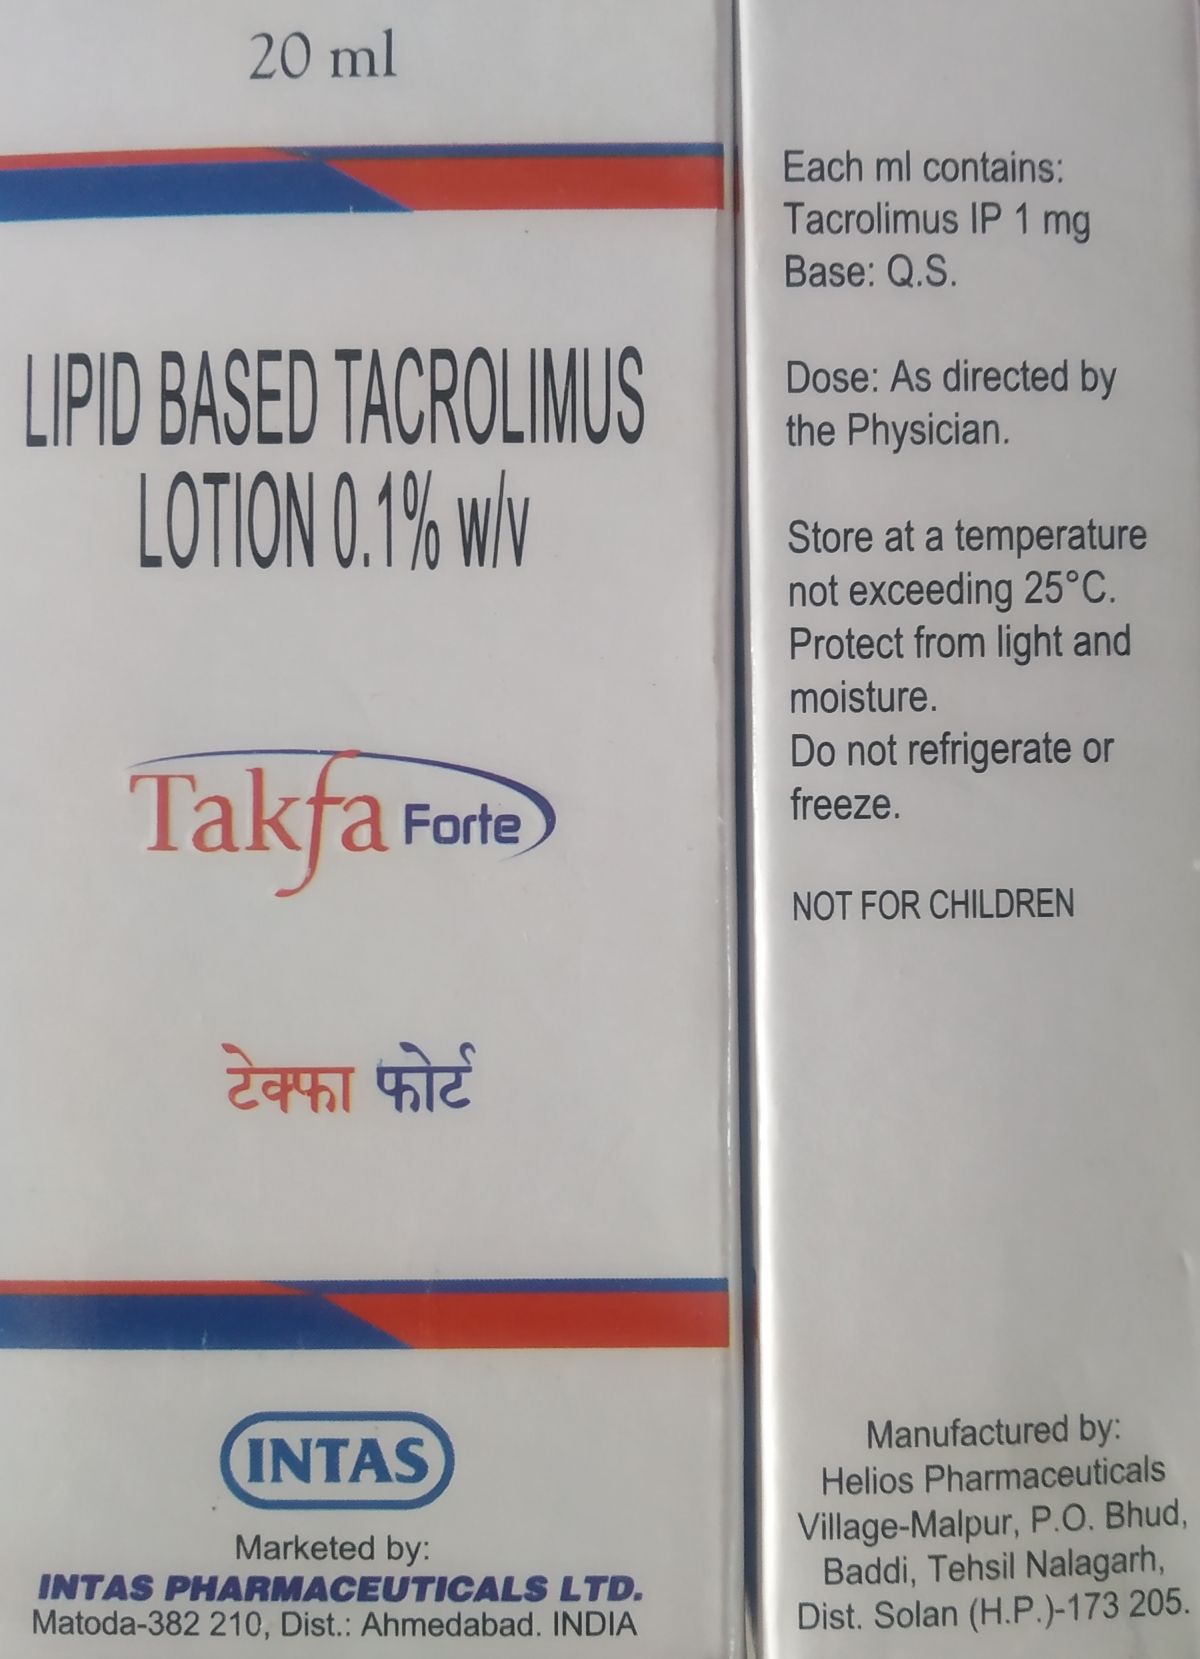 20 ml
LIPID BASED TACROLIMUS
LOTION 0.1% w/v
Takfa Forte
टेक्फा फोर्ट
INTAS
Marketed by:
INTAS PHARMACEUTICALS LTD.
Matoda-382 210, Dist.: Ahmedabad. INDIA
Each ml contains:
Tacrolimus IP 1 mg
Base: Q.S.
Dose: As directed by
the Physician.
Store at a temperature
not exceeding 25°C.
Protect from light and
moisture.
Do not refrigerate or
freeze.
NOT FOR CHILDREN
Manufactured by:
Helios Pharmaceuticals
Village-Malpur, P.O. Bhud,
Baddi, Tehsil Nalagarh,
Dist. Solan (H.P.)-173 205.